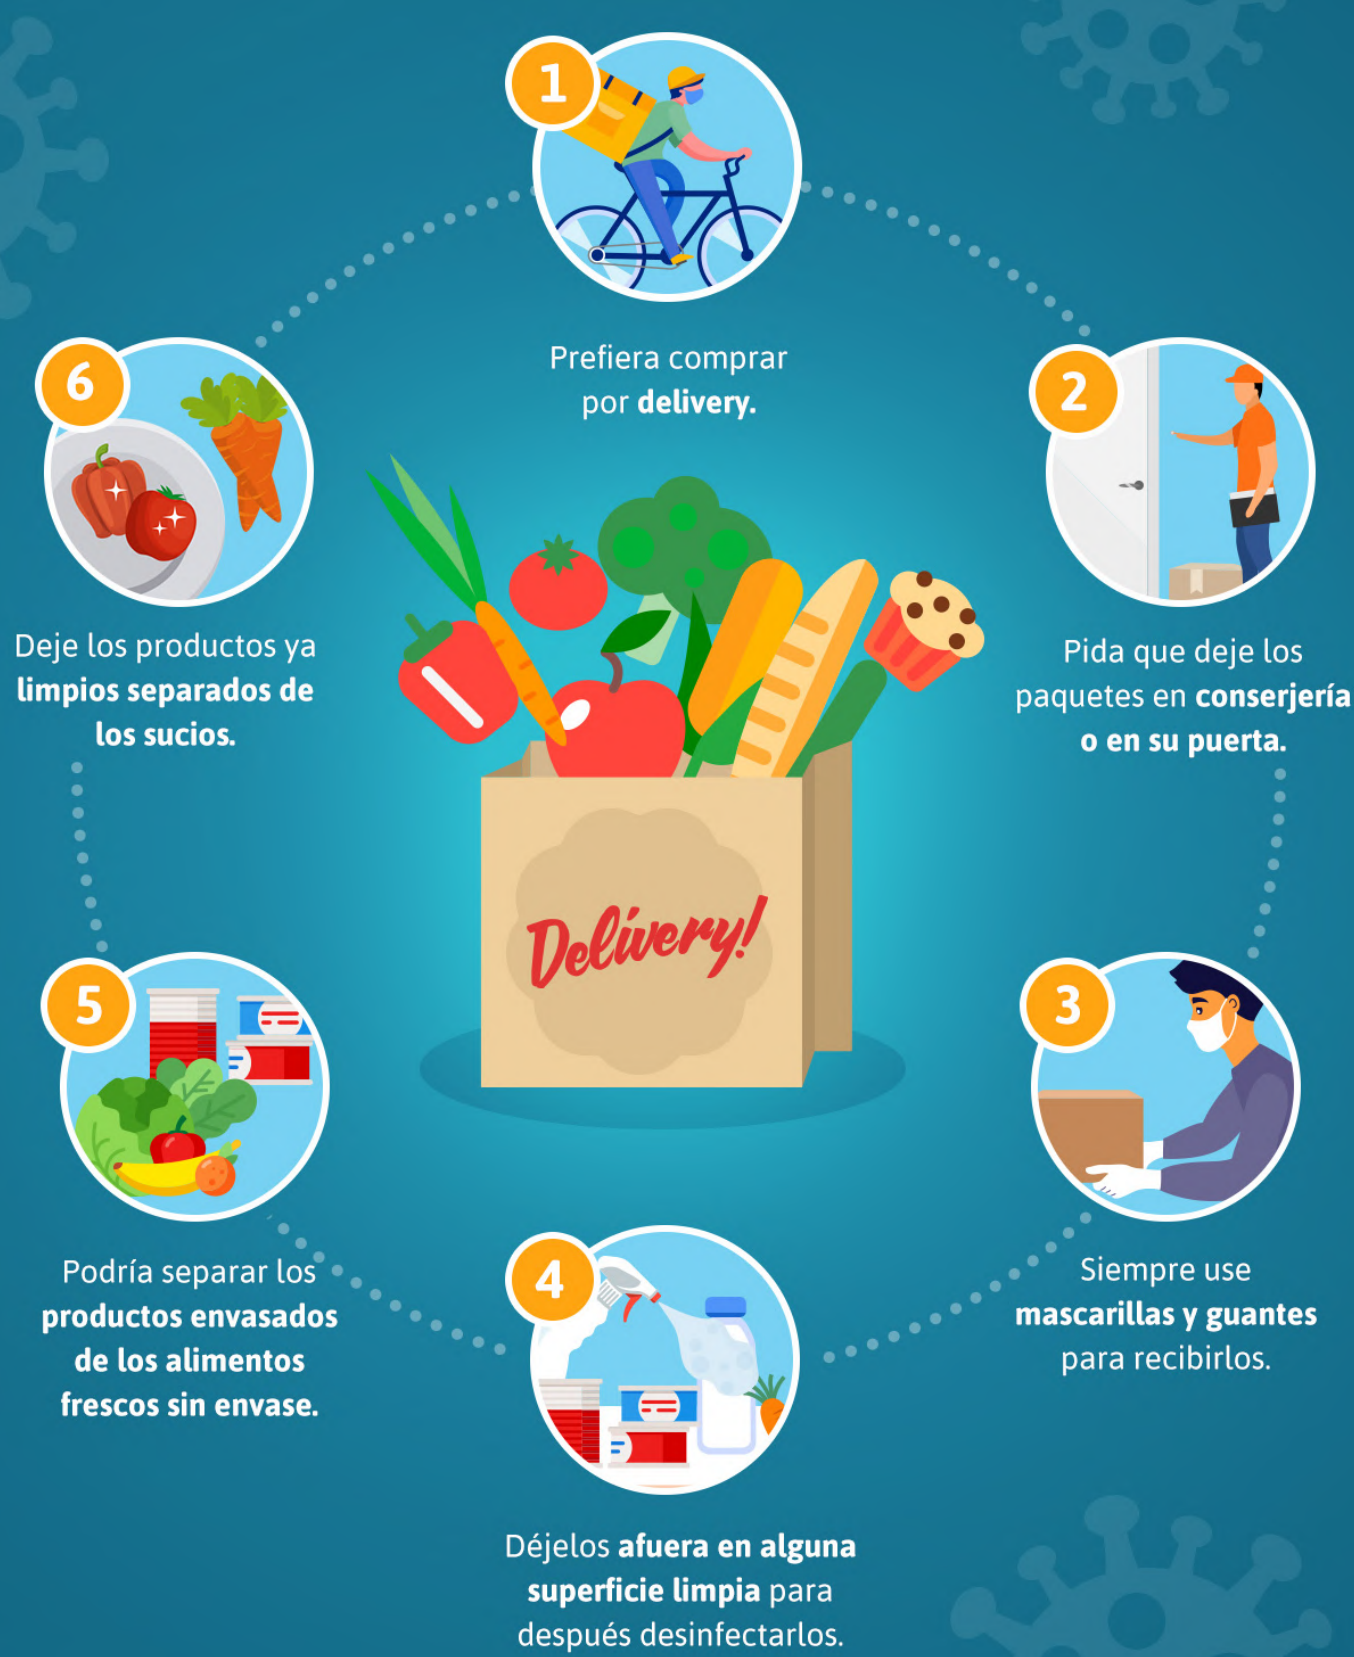 1
Prefiera comprar
por delivery.
2
Pida que deje los
paquetes en conserjería
o en su puerta.
3
Siempre use
mascarillas y guantes
para recibirlos.
4
Déjelos afuera en alguna
superficie limpia para
después desinfectarlos.
5
Podría separar los
productos envasados
de los alimentos
frescos sin envase.
6
Deje los productos ya
limpios separados de
los sucios.
Delivery!